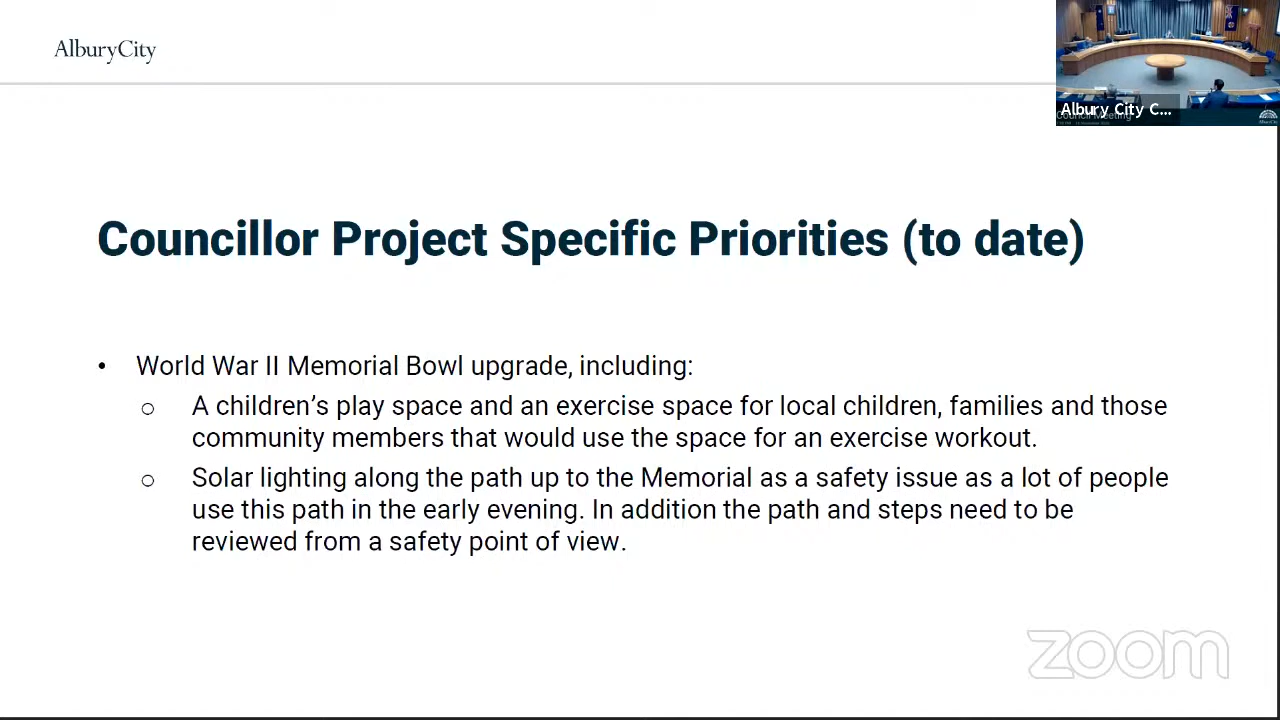 AlburyCity
Albury City C...
Council Meeting
Councillor Project Specific Priorities (to date)
• World War II Memorial Bowl upgrade, including:
o A children’s play space and an exercise space for local children, families and those
community members that would use the space for an exercise workout.
o Solar lighting along the path up to the Memorial as a safety issue as a lot of people
use this path in the early evening. In addition the path and steps need to be
reviewed from a safety point of view.
zoom